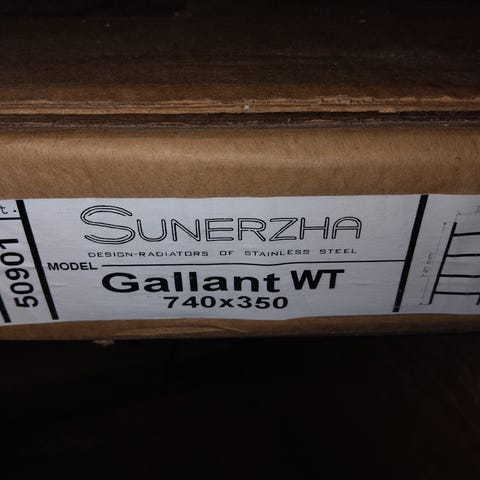 t.
50901
SUNERZHA
DESIGN-RADIATORS OF STAINLESS STEEL
MODEL
Gallant WT
740x350